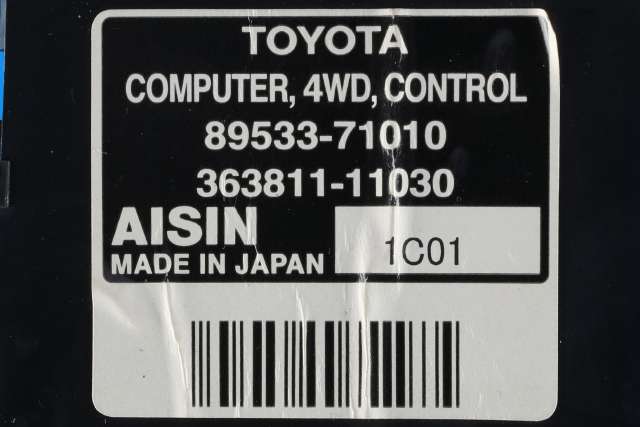 TOYOTA
COMPUTER, 4WD, CONTROL
89533-71010
363811-11030
AISIN
MADE IN JAPAN
1C01